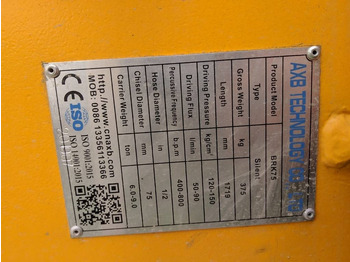 AXB TECHNOLOGY CO., LTD
Product Model BRK75
Type Silent
Gross Weight kg 375
Length mm 1719
Driving Pressure kg/cm² 120-150
Driving Flux l/min 50-90
Percussive Frequency b.p.m 400-800
Hose Diameter in 1/2
Chisel Diameter mm 75
Carrier Weight ton 6.0-9.0
http://www.cnaxb.com
MOB: 0086 13356113366
CE ISO ISO 9001:2015
ISO 14001:2015